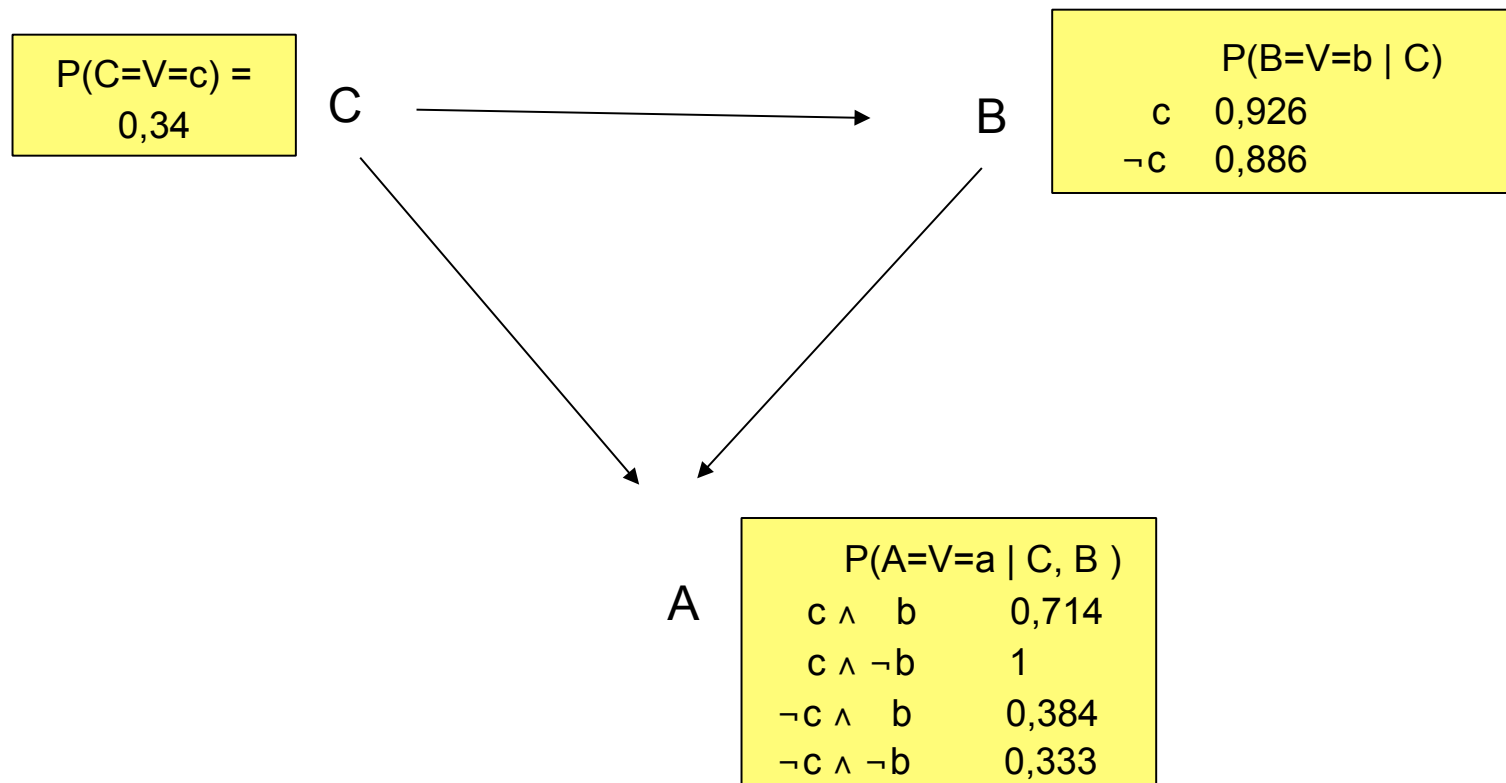 P(C=V=c) =
0,34
C
B
P(B=V=b | C)
c 0,926
¬c 0,886
A
P(A=V=a | C, B )
c ∧ b 0,714
c ∧ ¬b 1
¬c ∧ b 0,384
¬c ∧ ¬b 0,333